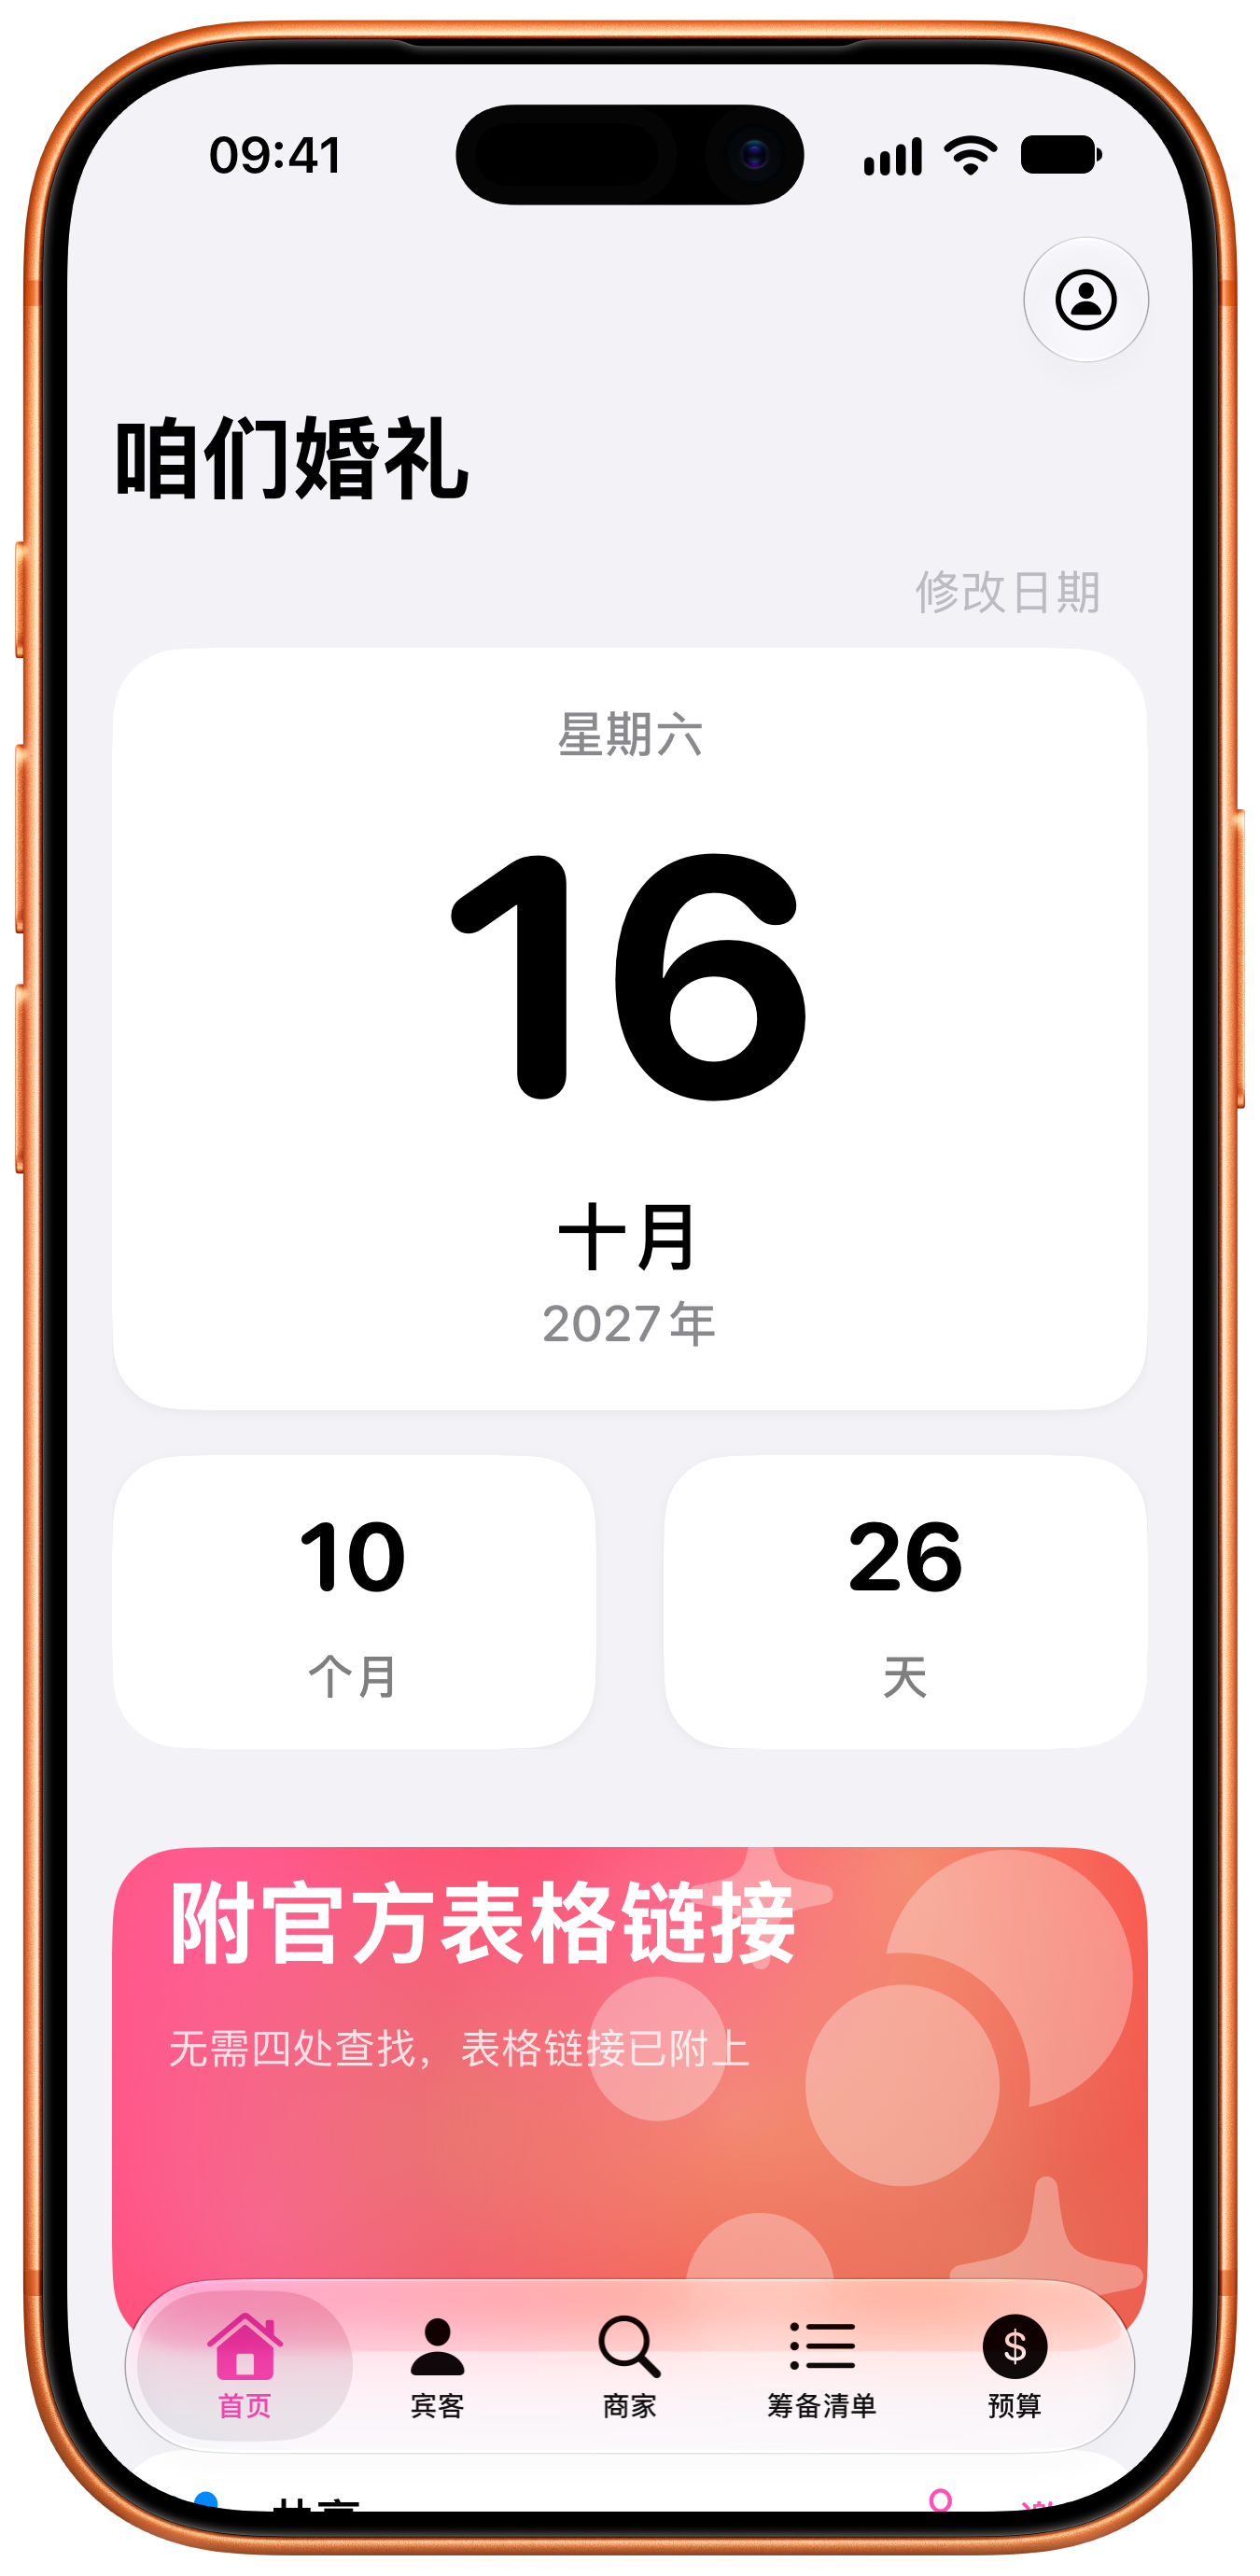 09:41
咱们婚礼
修改日期
星期六
16
十月
2027年
10
个月
26
天
附官方表格链接
无需四处查找，表格链接已附上
首页
宾客
商家
筹备清单
预算